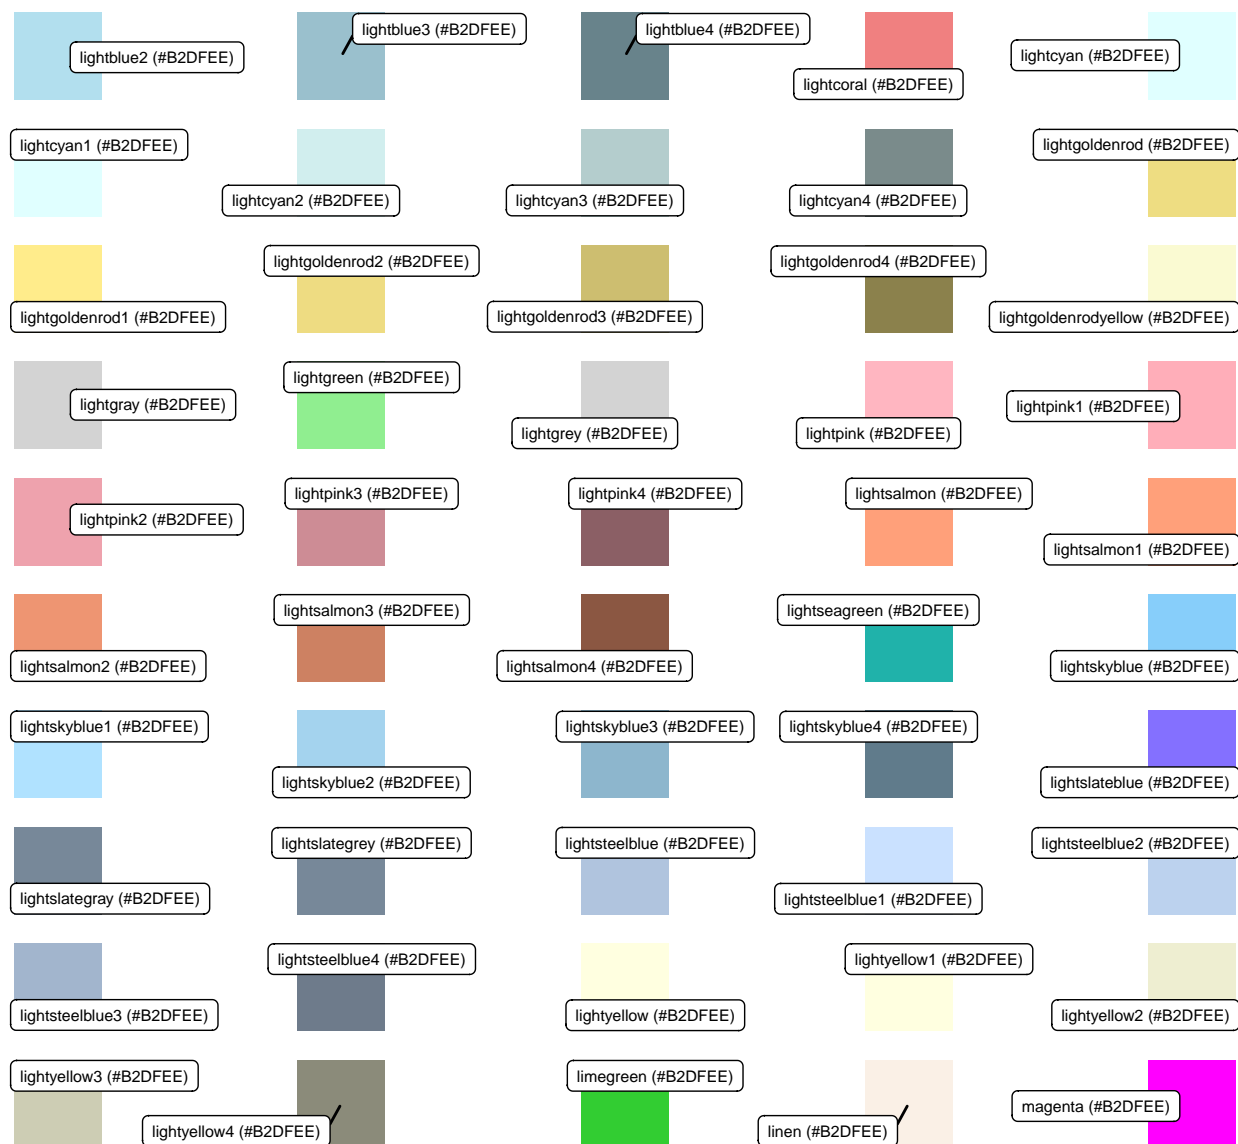 lightblue2 (#B2DFEE)
lightblue3 (#B2DFEE)
lightblue4 (#B2DFEE)
lightcoral (#B2DFEE)
lightcyan (#B2DFEE)
lightcyan1 (#B2DFEE)
lightcyan2 (#B2DFEE)
lightcyan3 (#B2DFEE)
lightcyan4 (#B2DFEE)
lightgoldenrod (#B2DFEE)
lightgoldenrod1 (#B2DFEE)
lightgoldenrod2 (#B2DFEE)
lightgoldenrod3 (#B2DFEE)
lightgoldenrod4 (#B2DFEE)
lightgoldenrodyellow (#B2DFEE)
lightgray (#B2DFEE)
lightgreen (#B2DFEE)
lightgrey (#B2DFEE)
lightpink (#B2DFEE)
lightpink1 (#B2DFEE)
lightpink2 (#B2DFEE)
lightpink3 (#B2DFEE)
lightpink4 (#B2DFEE)
lightsalmon (#B2DFEE)
lightsalmon1 (#B2DFEE)
lightsalmon2 (#B2DFEE)
lightsalmon3 (#B2DFEE)
lightsalmon4 (#B2DFEE)
lightseagreen (#B2DFEE)
lightskyblue (#B2DFEE)
lightskyblue1 (#B2DFEE)
lightskyblue2 (#B2DFEE)
lightskyblue3 (#B2DFEE)
lightskyblue4 (#B2DFEE)
lightslateblue (#B2DFEE)
lightslategray (#B2DFEE)
lightslategrey (#B2DFEE)
lightsteelblue (#B2DFEE)
lightsteelblue1 (#B2DFEE)
lightsteelblue2 (#B2DFEE)
lightsteelblue3 (#B2DFEE)
lightsteelblue4 (#B2DFEE)
lightyellow (#B2DFEE)
lightyellow1 (#B2DFEE)
lightyellow2 (#B2DFEE)
lightyellow3 (#B2DFEE)
lightyellow4 (#B2DFEE)
limegreen (#B2DFEE)
linen (#B2DFEE)
magenta (#B2DFEE)